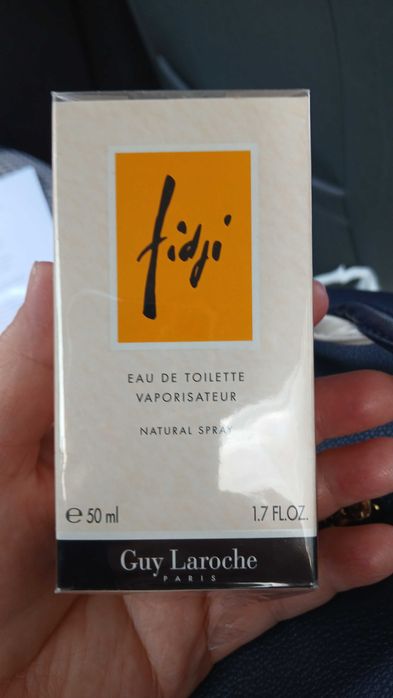 fidji
EAU DE TOILETTE
VAPORISATEUR
NATURAL SPRAY
℮ 50 ml 1.7 FL.OZ.
Guy Laroche
PARIS